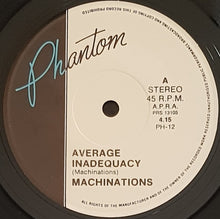 Phantom
A
STEREO
45 R.P.M.
A.P.R.A.
PRS 13105
4.15
PH-12
AVERAGE
INADEQUACY
(Machinations)
MACHINATIONS
ALL RIGHTS OF THE MANUFACTURER AND OF THE OWNER OF THE RECORDED WORK RESERVED